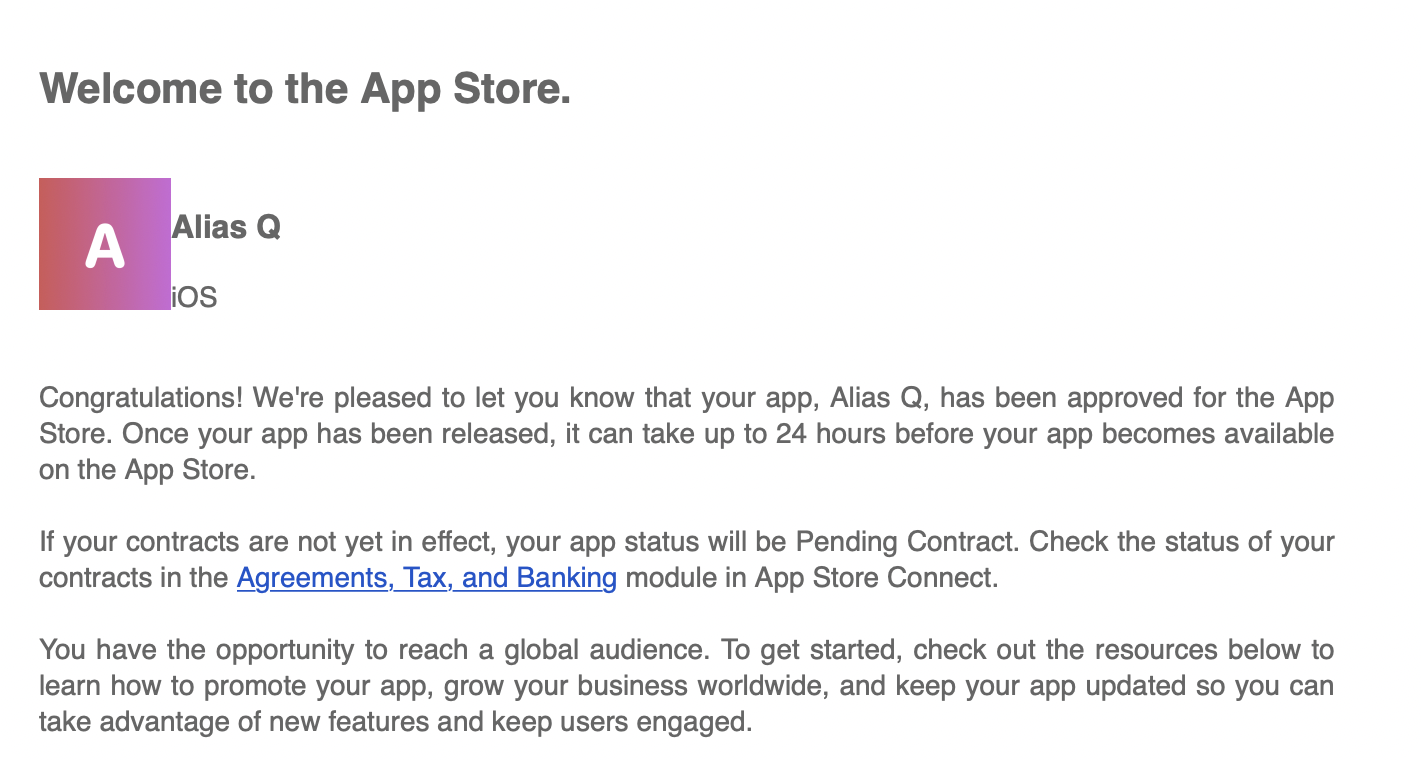 Welcome to the App Store.
A
Alias Q
iOS
Congratulations! We're pleased to let you know that your app, Alias Q, has been approved for the App
Store. Once your app has been released, it can take up to 24 hours before your app becomes available
on the App Store.
If your contracts are not yet in effect, your app status will be Pending Contract. Check the status of your
contracts in the Agreements, Tax, and Banking module in App Store Connect.
You have the opportunity to reach a global audience. To get started, check out the resources below to
learn how to promote your app, grow your business worldwide, and keep your app updated so you can
take advantage of new features and keep users engaged.